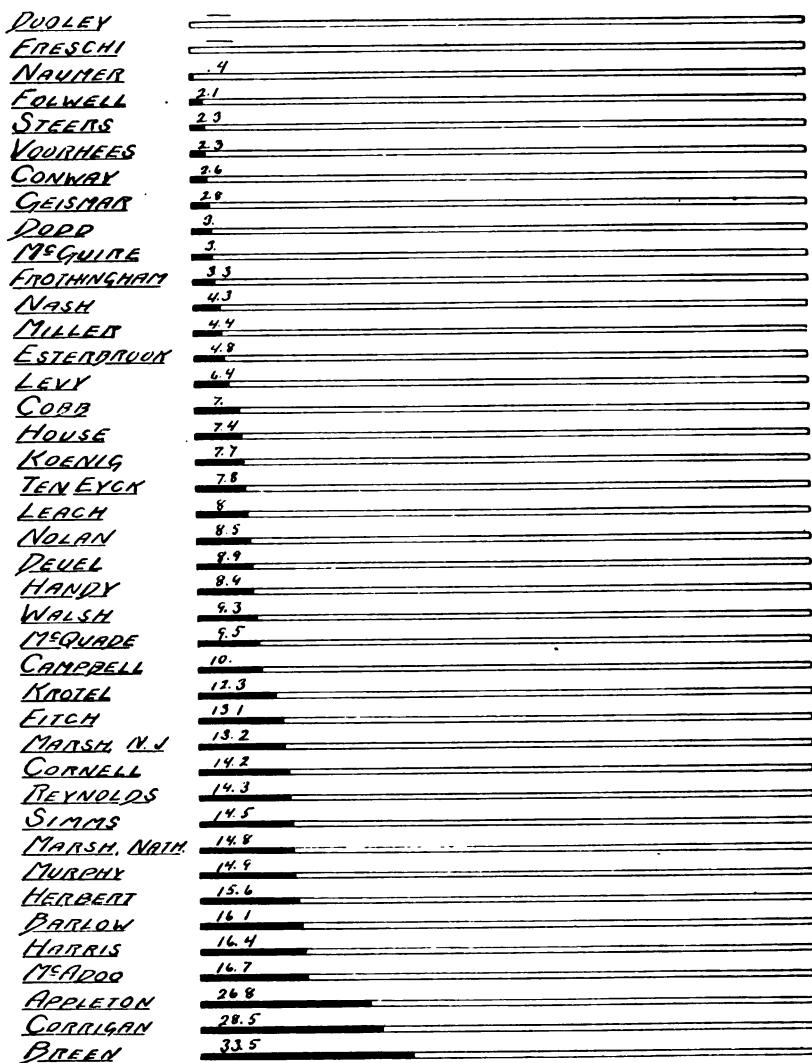 DUOLEY —
FRESCHI —
NAUMER .4
FOLWELL 2.1
STEERS 2 3
VOORHEES 2.3
CONWAY 2.6
GEISMAR 28
DODD 3.
McGUIRE 3.
FROTHINGHAM 3 3
NASH 4.3
MILLER 4.4
ESTERBROOK 4.8
LEVY 6.4
COBB 7.
HOUSE 7.4
KOENIG 7.7
TEN EYCK 7.8
LEACH 8
NOLAN 8.5
DEUEL 8.9
HANDY 8.9
WALSH 9.3
McQUADE 9.5
CAMPBELL 10.
KROTEL 12.3
FITCH 13 1
MARSH, N.J 13.2
CORNELL 14.2
REYNOLDS 14.3
SIMMS 14.5
MARSH, NATH. 14.8
MURPHY 14.9
HERBERT 15.6
BARLOW 16 1
HARRIS 16.4
McADOO 16.7
APPLETON 26 8
CORRIGAN 28.5
BREEN 33.5